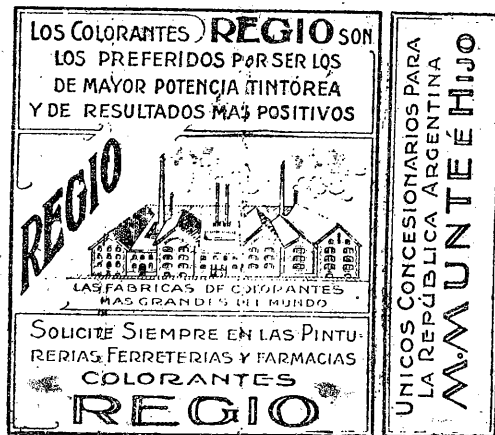 LOS COLORANTES REGIO SON
LOS PREFERIDOS POR SER LOS
DE MAYOR POTENCIA TINTÓREA
Y DE RESULTADOS MAS POSITIVOS
REGIO
LAS FABRICAS DE COLORANTES
MAS GRANDES DEL MUNDO
SOLICITE SIEMPRE EN LAS PINTU-
RERIAS, FERRETERIAS Y FARMACIAS
COLORANTES
REGIO
UNICOS CONCESIONARIOS PARA
LA REPÚBLICA ARGENTINA
M. MUNTE É HIJO